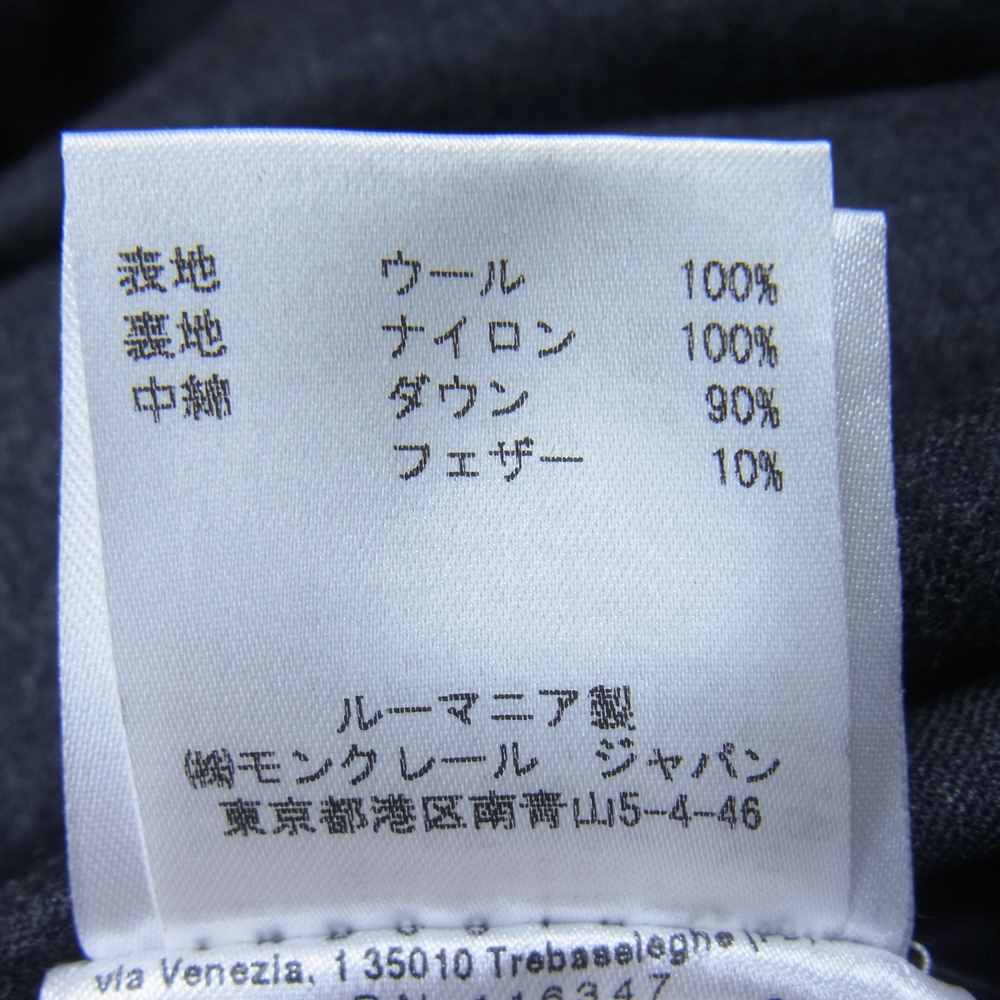 表地 ウール 100%
裏地 ナイロン 100%
中綿 ダウン 90%
フェザー 10%
ルーマニア製
㈱モンクレール ジャパン
東京都港区南青山5-4-46
via Venezia, 1 35010 Trebaseleghe
116347